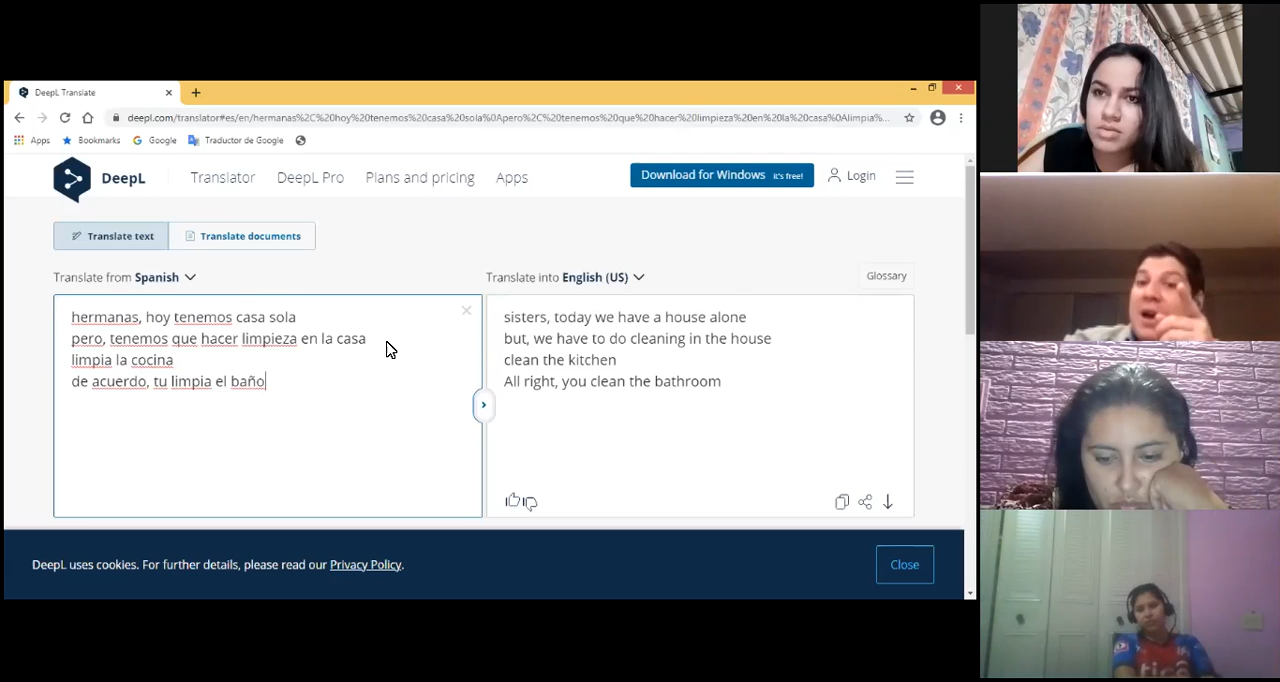 DeepL Translate
deepl.com/translator#es/en/hermanas%2C%20hoy%20tenemos%20casa%20sola%0Apero%2C%20tenemos%20que%20hacer%20limpieza%20en%20la%20casa%0Alimpia%...
Apps Bookmarks Google Traductor de Google
DeepL Translator DeepL Pro Plans and pricing Apps Download for Windows It's free! Login
Translate text Translate documents
Translate from Spanish Translate into English (US) Glossary
hermanas, hoy tenemos casa sola
pero, tenemos que hacer limpieza en la casa
limpia la cocina
de acuerdo, tu limpia el baño
sisters, today we have a house alone
but, we have to do cleaning in the house
clean the kitchen
All right, you clean the bathroom
DeepL uses cookies. For further details, please read our Privacy Policy. Close